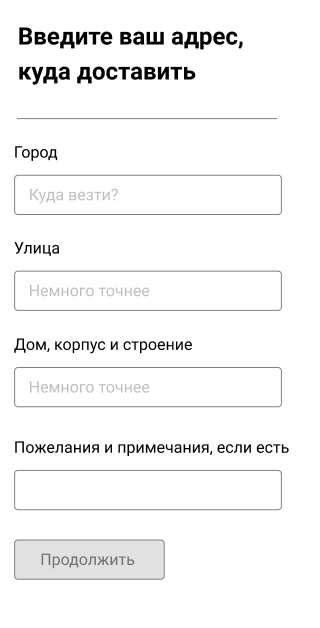 Введите ваш адрес,
куда доставить
Город
Куда везти?
Улица
Немного точнее
Дом, корпус и строение
Немного точнее
Пожелания и примечания, если есть
Продолжить